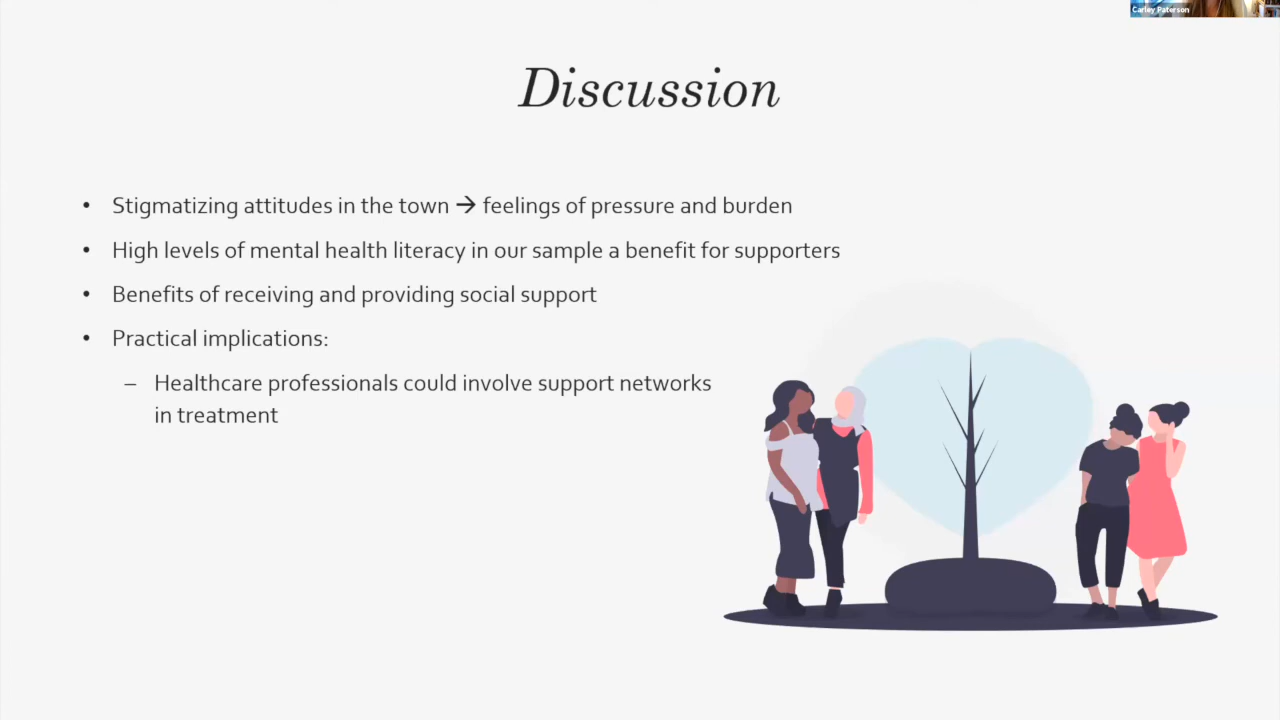 Carley Paterson
Discussion
• Stigmatizing attitudes in the town → feelings of pressure and burden
• High levels of mental health literacy in our sample a benefit for supporters
• Benefits of receiving and providing social support
• Practical implications:
– Healthcare professionals could involve support networks
in treatment